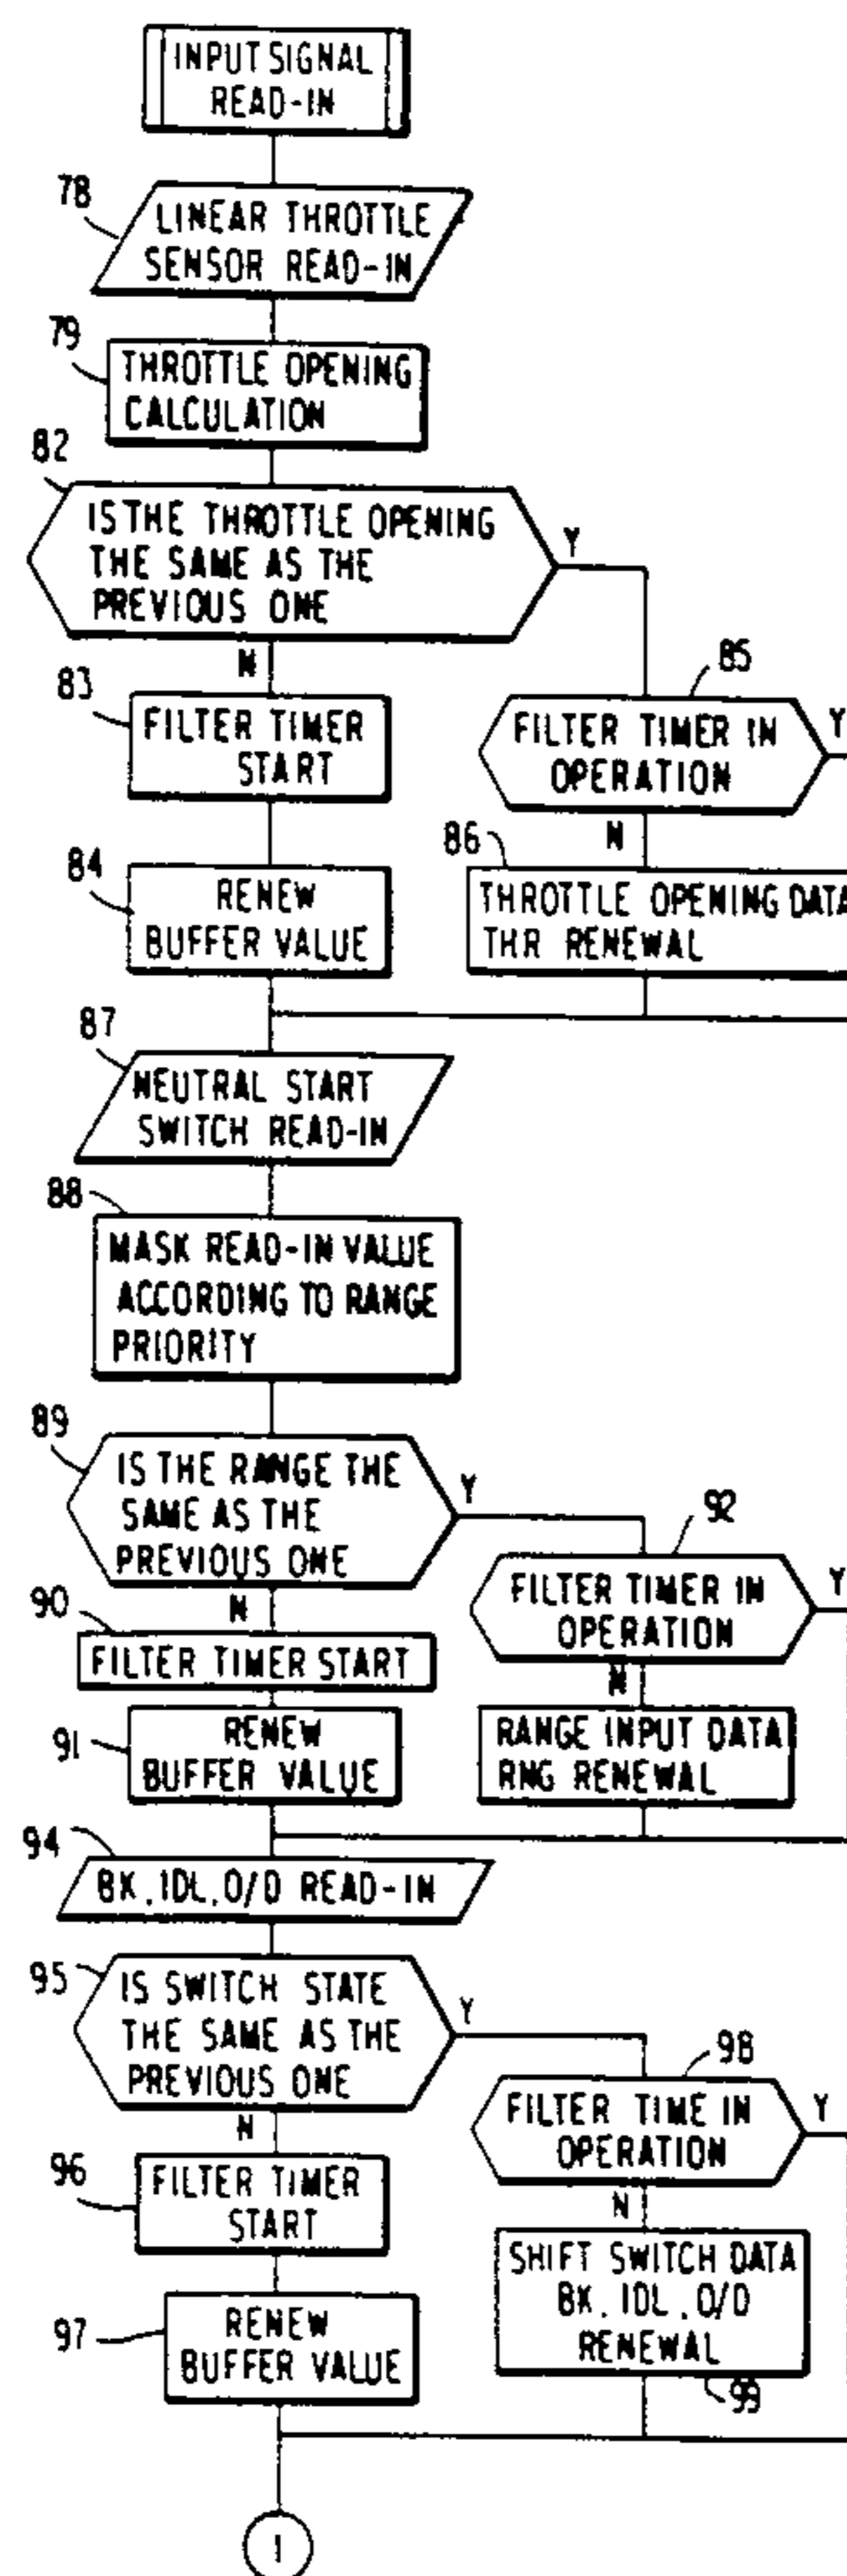 INPUT SIGNAL
READ-IN
78
LINEAR THROTTLE
SENSOR READ-IN
79
THROTTLE OPENING
CALCULATION
82
IS THE THROTTLE OPENING
THE SAME AS THE
PREVIOUS ONE
Y
N
83
FILTER TIMER
START
85
FILTER TIMER IN
OPERATION
Y
N
84
RENEW
BUFFER VALUE
86
THROTTLE OPENING DATA
THR RENEWAL
87
NEUTRAL START
SWITCH READ-IN
88
MASK READ-IN VALUE
ACCORDING TO RANGE
PRIORITY
89
IS THE RANGE THE
SAME AS THE
PREVIOUS ONE
Y
N
92
FILTER TIMER IN
OPERATION
Y
N
90
FILTER TIMER START
91
RENEW
BUFFER VALUE
RANGE INPUT DATA
RNG RENEWAL
94
BK, IDL, O/D READ-IN
95
IS SWITCH STATE
THE SAME AS THE
PREVIOUS ONE
Y
N
98
FILTER TIME IN
OPERATION
Y
N
96
FILTER TIMER
START
97
RENEW
BUFFER VALUE
SHIFT SWITCH DATA
BK, IDL, O/D
RENEWAL
99
1